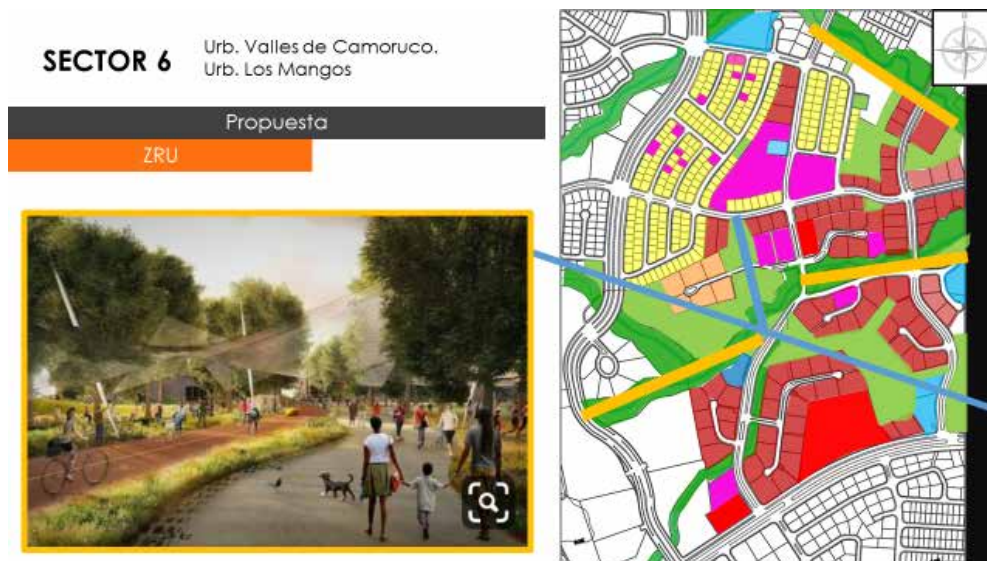 SECTOR 6
Urb. Valles de Camoruco.
Urb. Los Mangos
Propuesta
ZRU